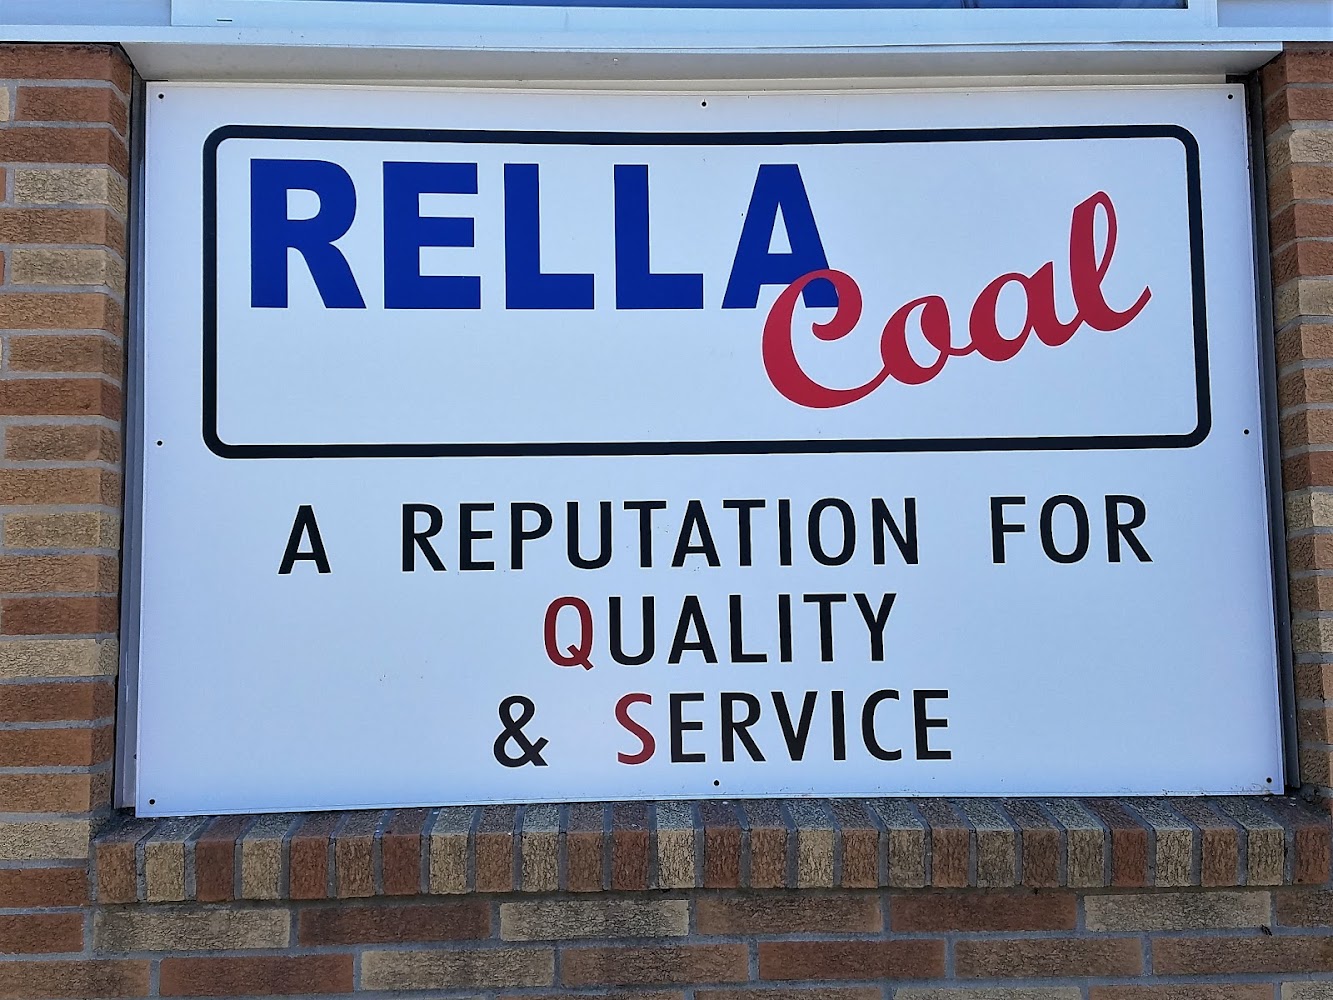 RELLA
Coal
A REPUTATION FOR
QUALITY
& SERVICE